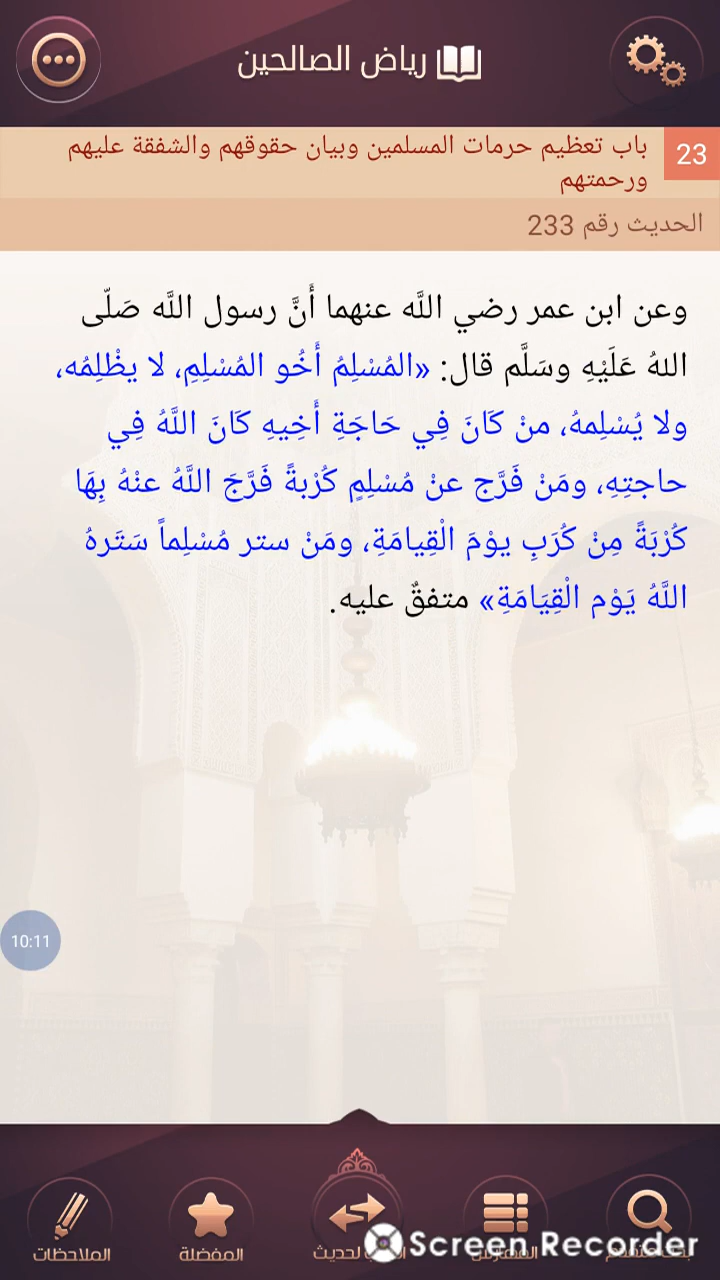 رياض الصالحين
23
باب تعظيم حرمات المسلمين وبيان حقوقهم والشفقة عليهم
ورحمتهم
الحديث رقم 233
وعن ابن عمر رضي اللَّه عنهما أَنَّ رسول اللَّه صَلّى
اللهُ عَلَيْهِ وسَلَّم قال: «المُسْلِمُ أَخُو المُسْلِمِ، لا يظْلِمُه،
ولا يُسْلِمهُ، منْ كَانَ فِي حَاجَةِ أَخِيهِ كَانَ اللَّهُ فِي
حاجتِهِ، ومَنْ فَرَّج عنْ مُسْلِمٍ كُرْبةً فَرَّجَ اللَّهُ عنْهُ بِهَا
كُرْبَةً مِنْ كُرَبِ يوْمَ الْقِيامَةِ، ومَنْ ستر مُسْلِماً سَتَرهُ
اللَّهُ يَوْم الْقِيَامَةِ» متفقٌ عليه.
10:11
المفضلة
الملاحظات
لحديث
Screen Recorder